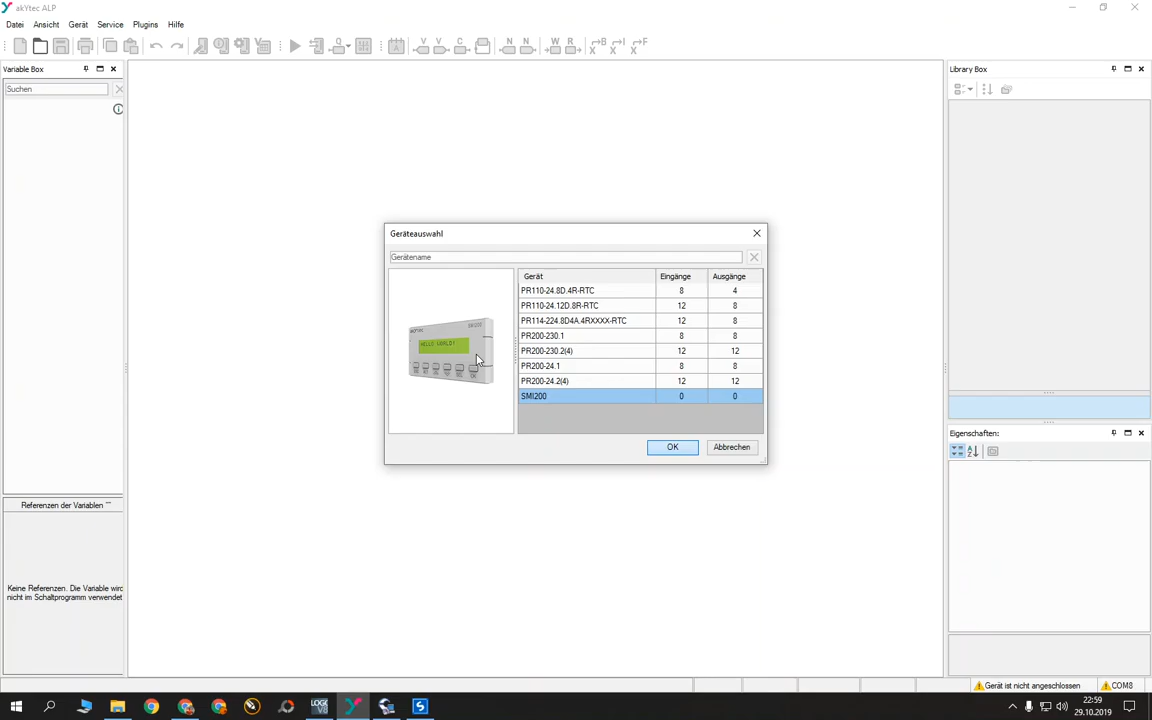 akYtec ALP
Datei Ansicht Gerät Service Plugins Hilfe
Variable Box
Suchen
Library Box
Geräteauswahl
Gerätename
Gerät Eingänge Ausgänge
PR110-24.8D.4R-RTC 8 4
PR110-24.12D.8R-RTC 12 8
PR114-224.8D4A.4RXXXX-RTC 12 8
PR200-230.1 8 8
PR200-230.2(4) 12 12
PR200-24.1 8 8
PR200-24.2(4) 12 12
SMI200 0 0
HELLO WORLD!
OK Abbrechen
Eigenschaften:
Referenzen der Variablen ""
Keine Referenzen. Die Variable wird
nicht im Schaltprogramm verwendet
Gerät ist nicht angeschlossen COM8
22:59
29.10.2019